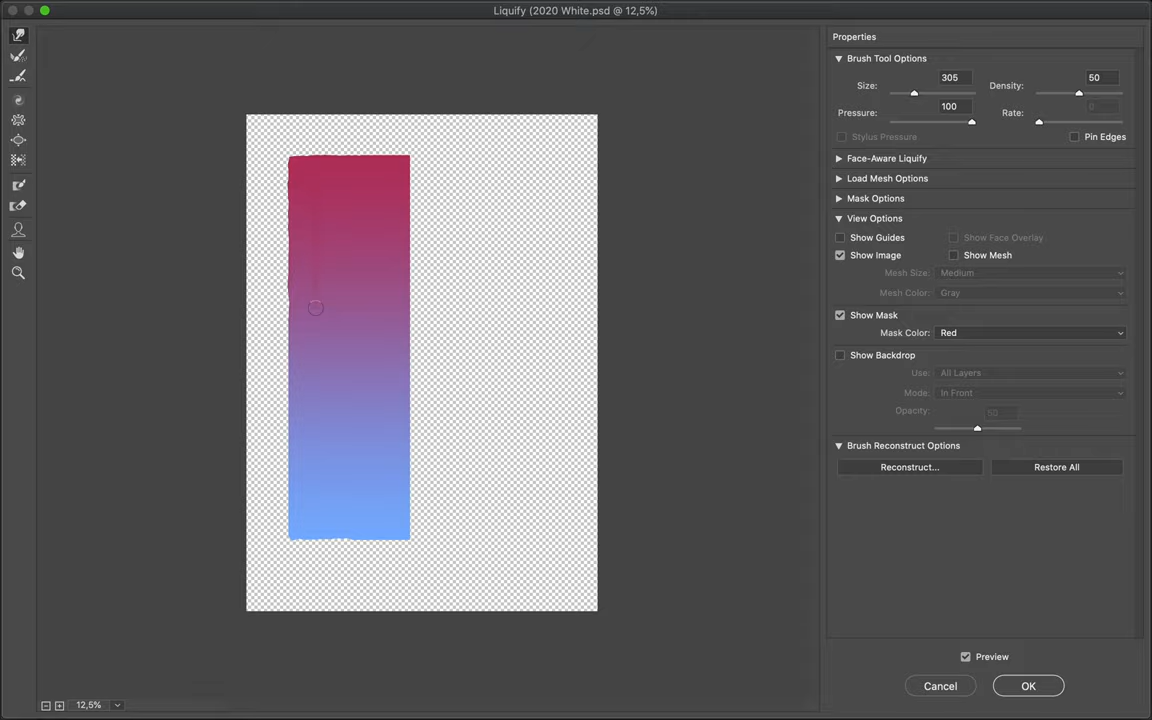 Liquify (2020 White.psd @ 12,5%)
Properties
Brush Tool Options
Size: 305 Density: 50
Pressure: 100 Rate: 0
Stylus Pressure Pin Edges
Face-Aware Liquify
Load Mesh Options
Mask Options
View Options
Show Guides Show Face Overlay
Show Image Show Mesh
Mesh Size: Medium
Mesh Color: Gray
Show Mask
Mask Color: Red
Show Backdrop
Use: All Layers
Mode: In Front
Opacity: 50
Brush Reconstruct Options
Reconstruct... Restore All
Preview
Cancel OK
12,5%